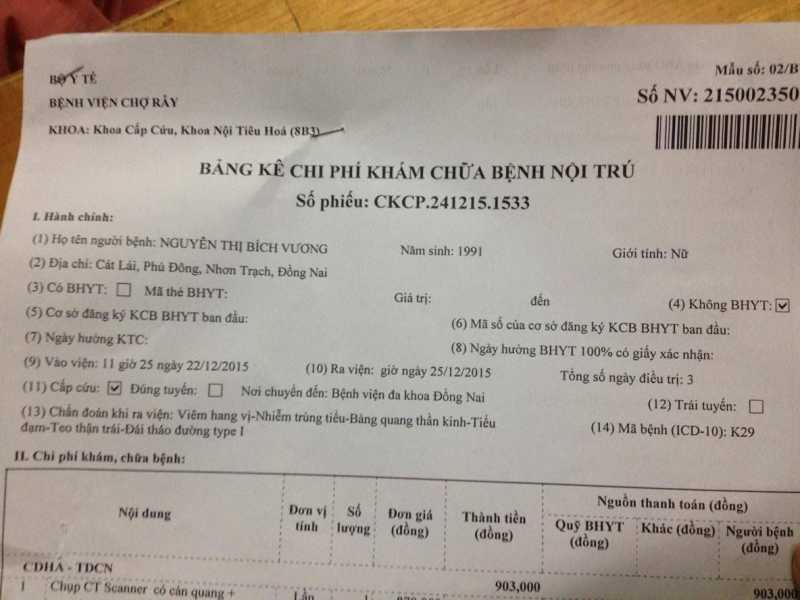 BỘ Y TẾ
Mẫu số: 02/B
BỆNH VIỆN CHỢ RẪY
Số NV: 215002350
KHOA: Khoa Cấp Cứu, Khoa Nội Tiêu Hoá (8B3)
BẢNG KÊ CHI PHÍ KHÁM CHỮA BỆNH NỘI TRÚ
Số phiếu: CKCP.241215.1533
I. Hành chính:
(1) Họ tên người bệnh: NGUYỄN THỊ BÍCH VƯƠNG Năm sinh: 1991 Giới tính: Nữ
(2) Địa chỉ: Cát Lái, Phú Đông, Nhơn Trạch, Đồng Nai
(3) Có BHYT: Mã thẻ BHYT: Giá trị: đến (4) Không BHYT:
(5) Cơ sở đăng ký KCB BHYT ban đầu: (6) Mã số của cơ sở đăng ký KCB BHYT ban đầu:
(7) Ngày hưởng KTC: (8) Ngày hưởng BHYT 100% có giấy xác nhận:
(9) Vào viện: 11 giờ 25 ngày 22/12/2015 (10) Ra viện: giờ ngày 25/12/2015 Tổng số ngày điều trị: 3
(11) Cấp cứu: Đúng tuyến: Nơi chuyển đến: Bệnh viện đa khoa Đồng Nai (12) Trái tuyến:
(13) Chẩn đoán khi ra viện: Viêm hang vị-Nhiễm trùng tiểu-Bàng quang thần kinh-Tiểu
đạm-Teo thận trái-Đái tháo đường type I (14) Mã bệnh (ICD-10): K29
II. Chi phí khám, chữa bệnh:
Nội dung Đơn vị tính Số lượng Đơn giá (đồng) Thành tiền (đồng) Nguồn thanh toán (đồng)
Quỹ BHYT (đồng) Khác (đồng) Người bệnh (đồng)
CDHA - TDCN 903,000 903,000
1 Chụp CT Scanner có cản quang + Lần